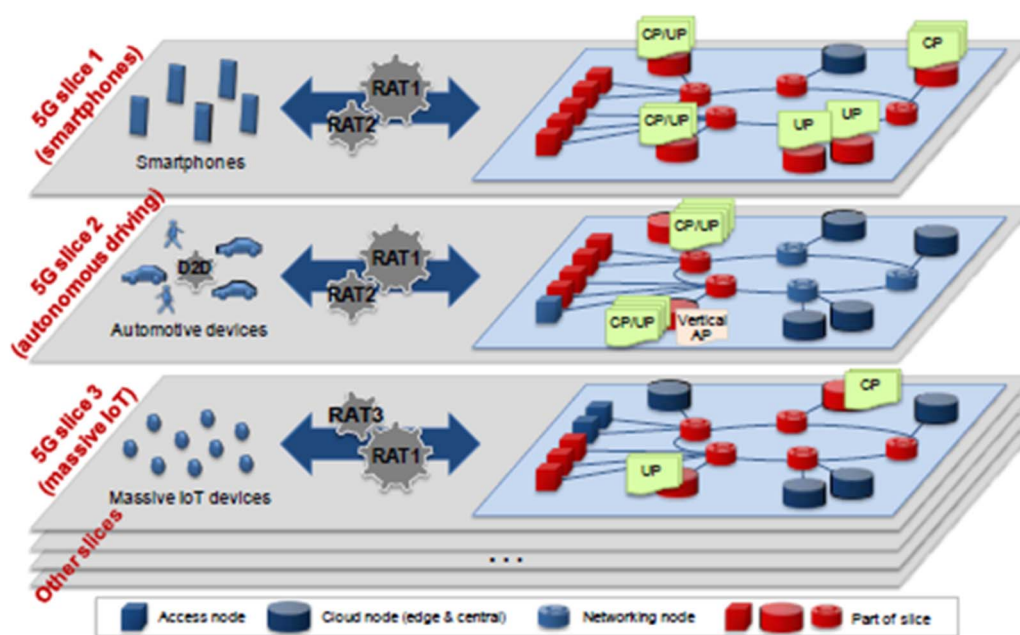 5G slice 1
(smartphones)
Smartphones
RAT1
RAT2
CP/UP
CP
CP/UP
UP
UP
5G slice 2
(autonomous driving)
D2D
Automotive devices
RAT1
RAT2
CP/UP
CP/UP
Vertical
AP
5G slice 3
(massive IoT)
Massive IoT devices
RAT3
RAT1
CP
UP
Other slices
...
Access node
Cloud node (edge & central)
Networking node
Part of slice